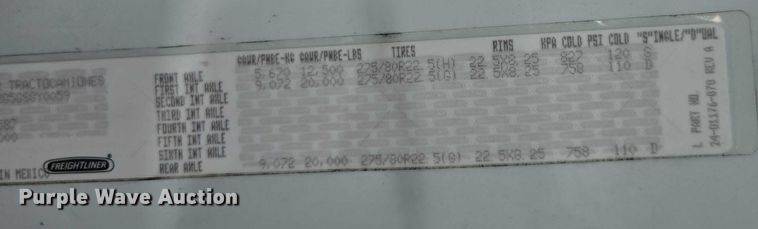 GAWR/PNBE-KG GAWR/PNBE-LBS TIRES RIMS KPA COLD PSI COLD "S"INGLE/"D"UAL
FRONT AXLE 5,670 12,500 275/80R22.5(H) 22.5X8.25 827 120 S
FIRST INT AXLE 9,072 20,000 275/80R22.5(G) 22.5X8.25 758 110 D
SECOND INT AXLE
THIRD INT AXLE
FOURTH INT AXLE
FIFTH INT AXLE
SIXTH INT AXLE
REAR AXLE 9,072 20,000 275/80R22.5(G) 22.5X8.25 758 110 D
TRACTOCAMIONES
IN MEXICO
FREIGHTLINER
L PART NO.
24-01176-070 REV A
Purple Wave Auction